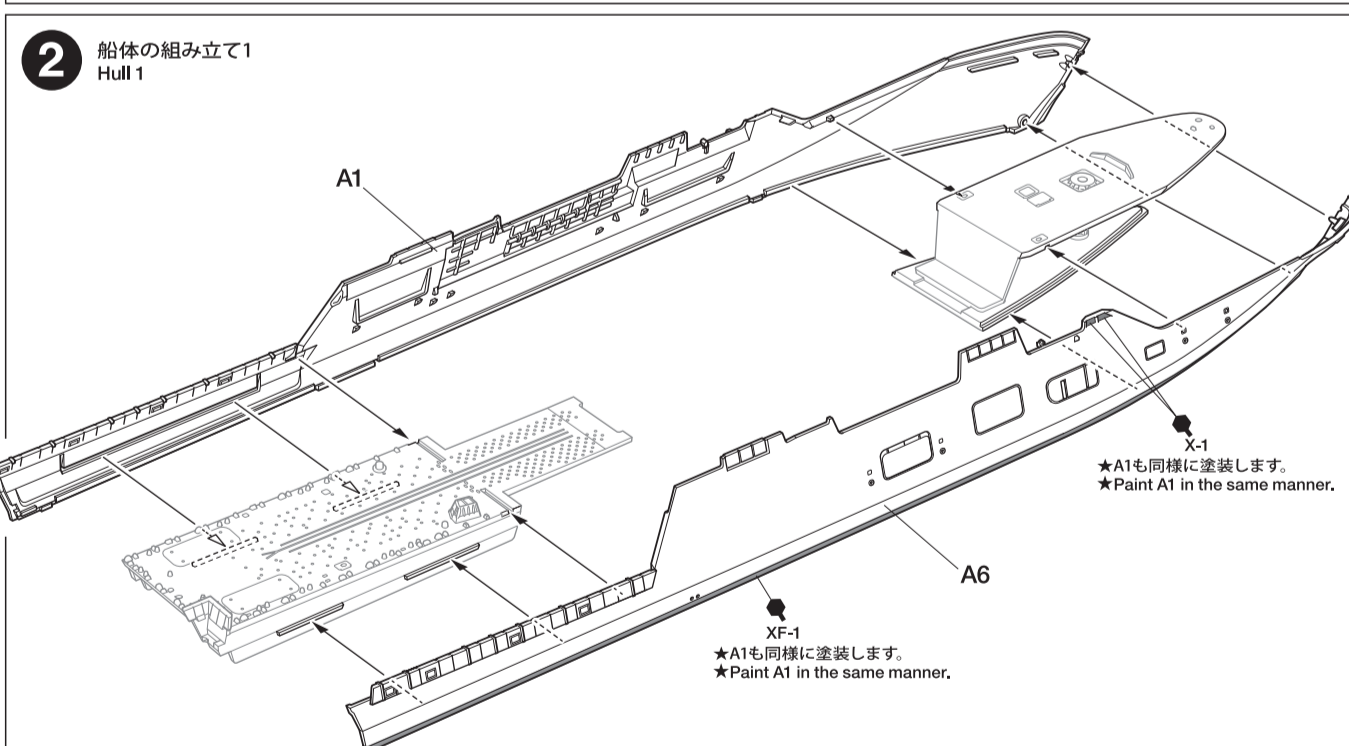 2
船体の組み立て1
Hull 1
A1
X-1
★A1も同様に塗装します。
★Paint A1 in the same manner.
A6
XF-1
★A1も同様に塗装します。
★Paint A1 in the same manner.